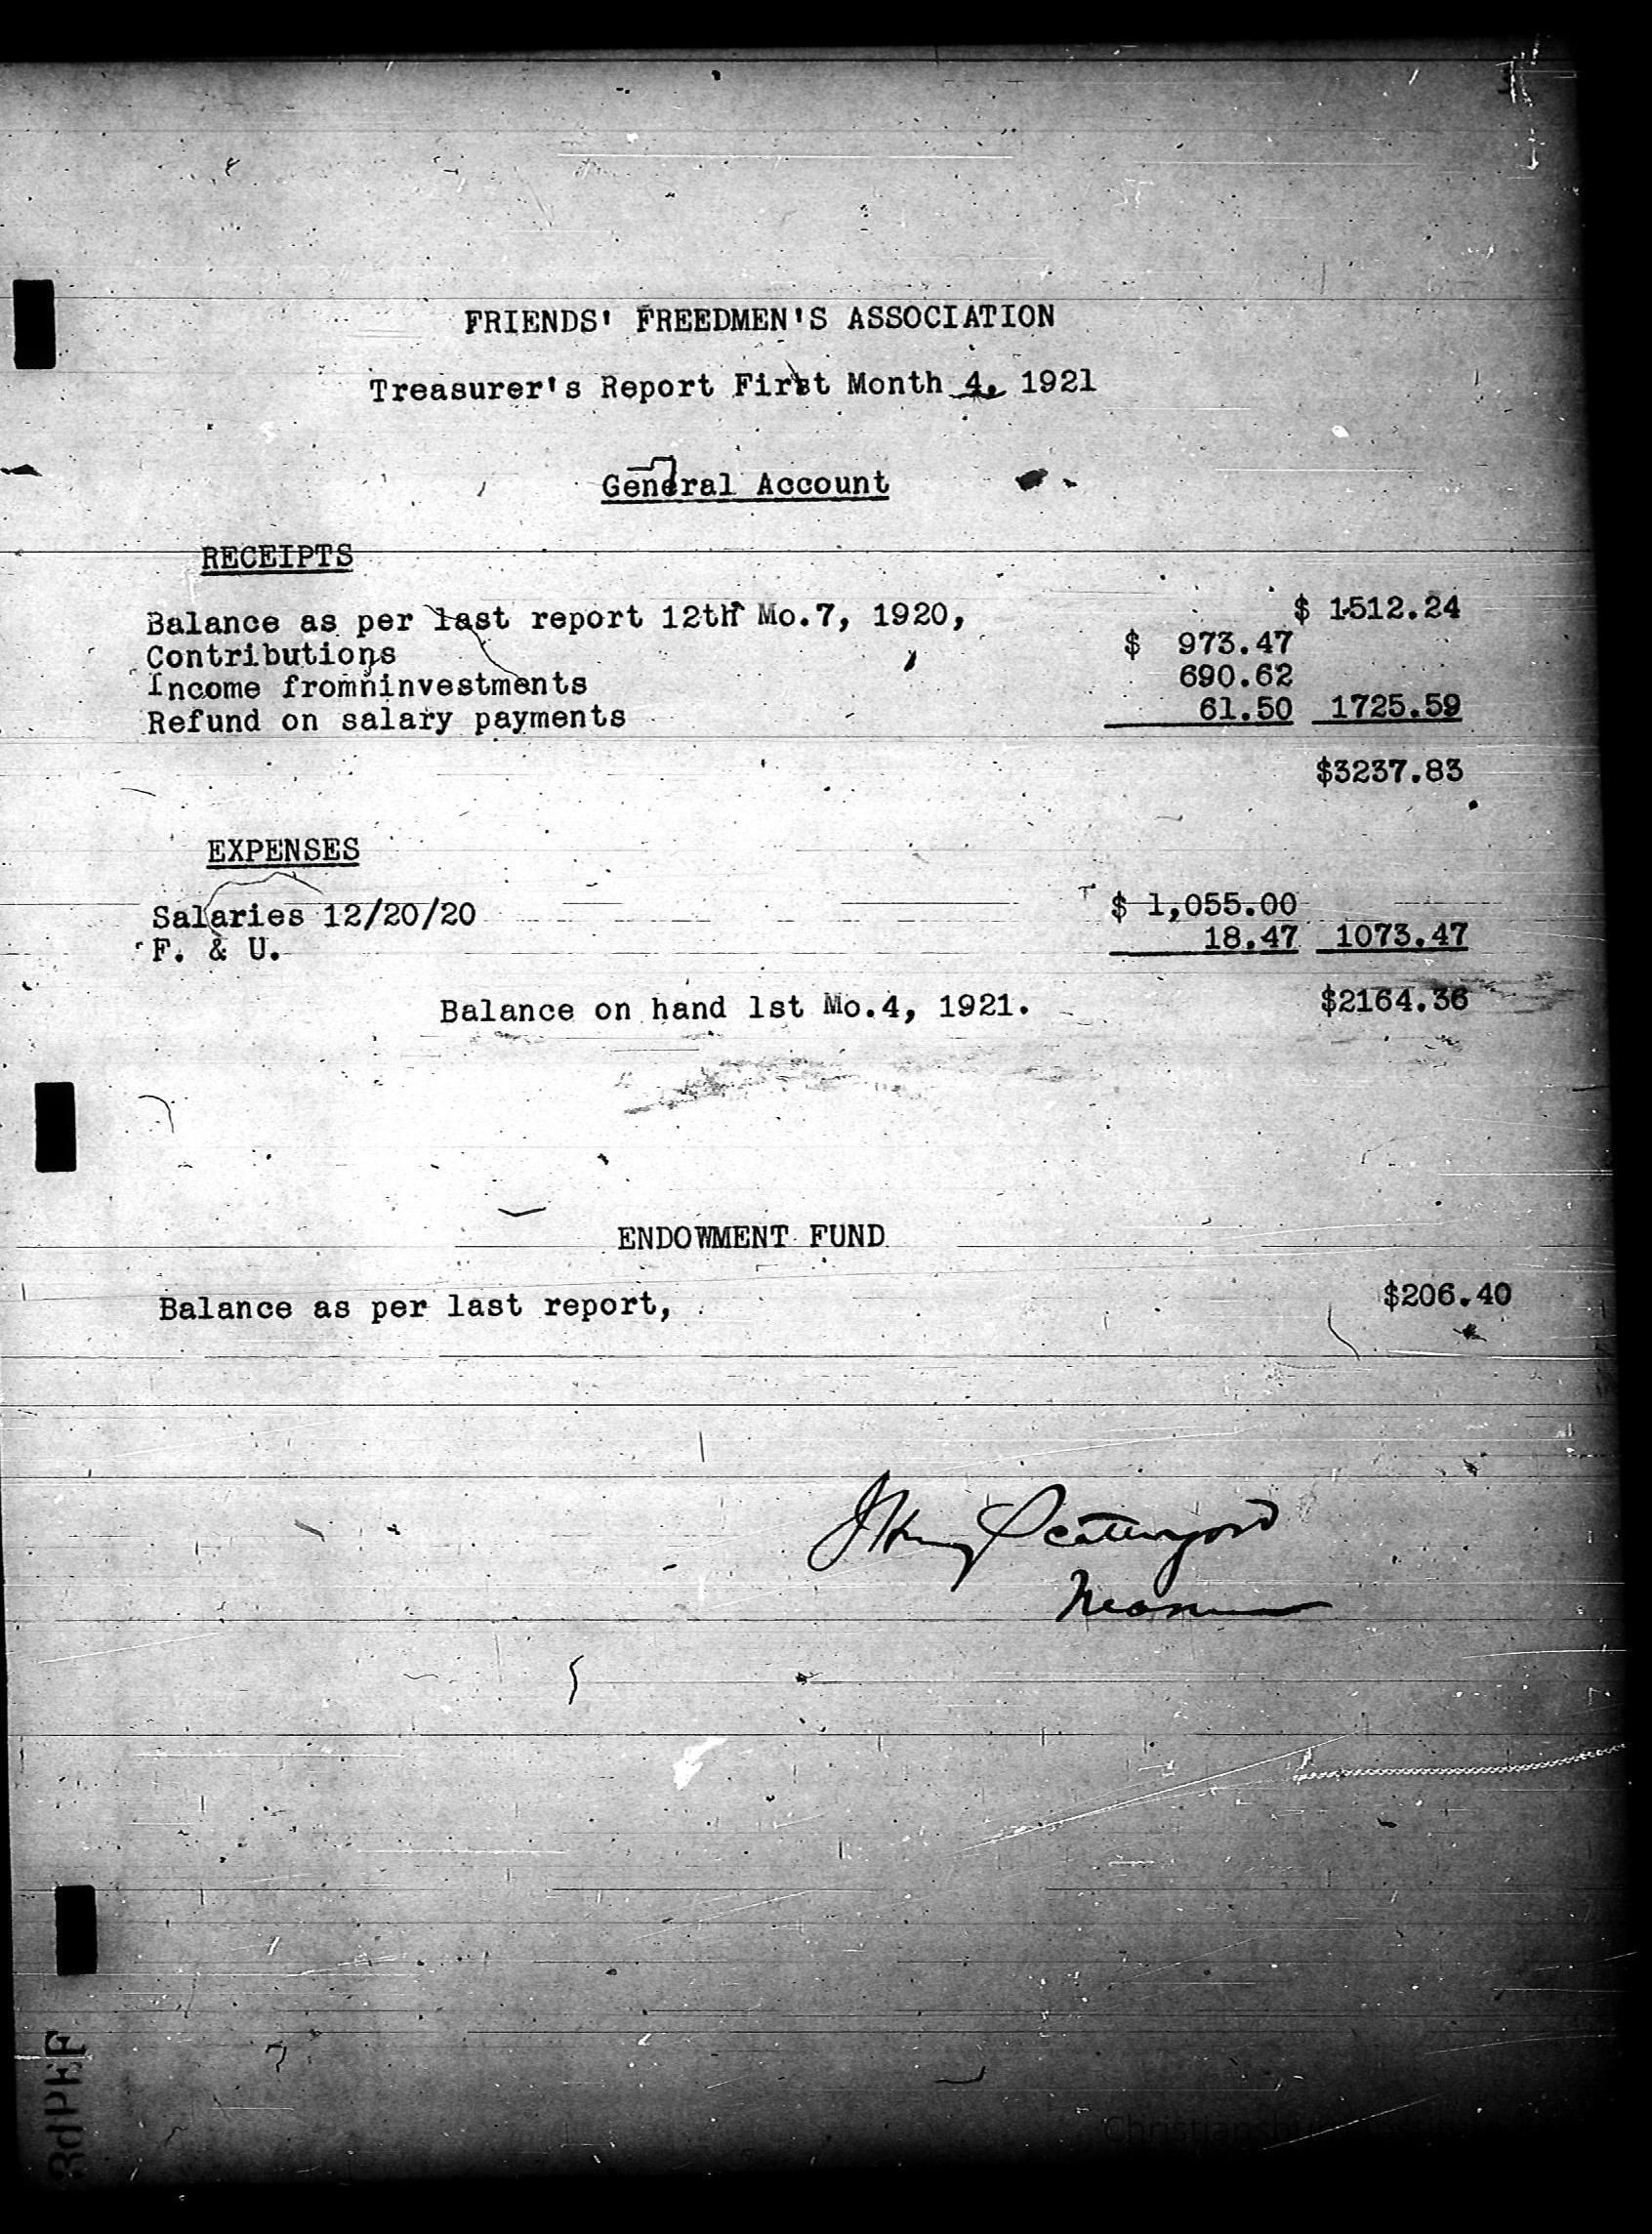 FRIENDS' FREEDMEN'S ASSOCIATION
Treasurer's Report First Month 4, 1921
General Account
RECEIPTS
Balance as per last report 12th Mo.7, 1920, $ 1512.24
Contributions $ 973.47
Income fromninvestments 690.62
Refund on salary payments 61.50 1725.59
$3237.83
EXPENSES
Salaries 12/20/20 $ 1,055.00
F. & U. 18.47 1073.47
Balance on hand 1st Mo.4, 1921. $2164.36
ENDOWMENT FUND
Balance as per last report, $206.40
J Henry Scattergood